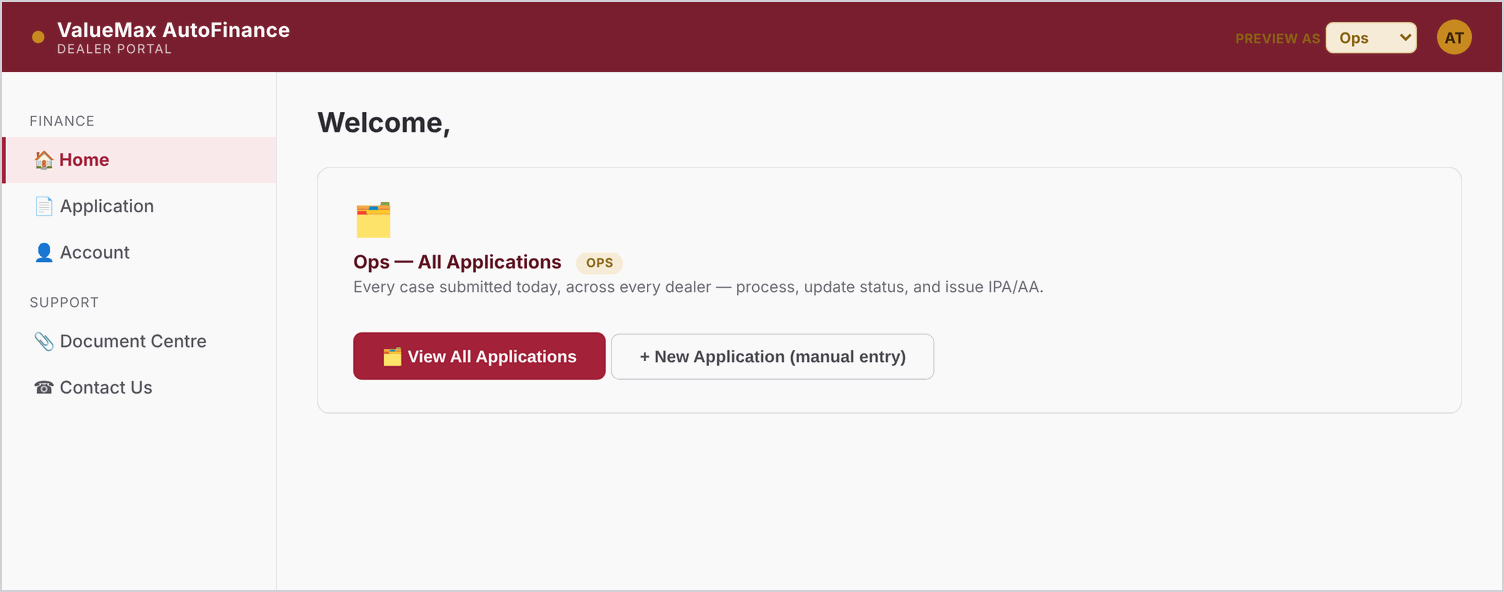 ValueMax AutoFinance
DEALER PORTAL
PREVIEW AS
Ops
AT
FINANCE
Home
Application
Account
SUPPORT
Document Centre
Contact Us
Welcome,
Ops — All Applications
OPS
Every case submitted today, across every dealer — process, update status, and issue IPA/AA.
View All Applications
+ New Application (manual entry)